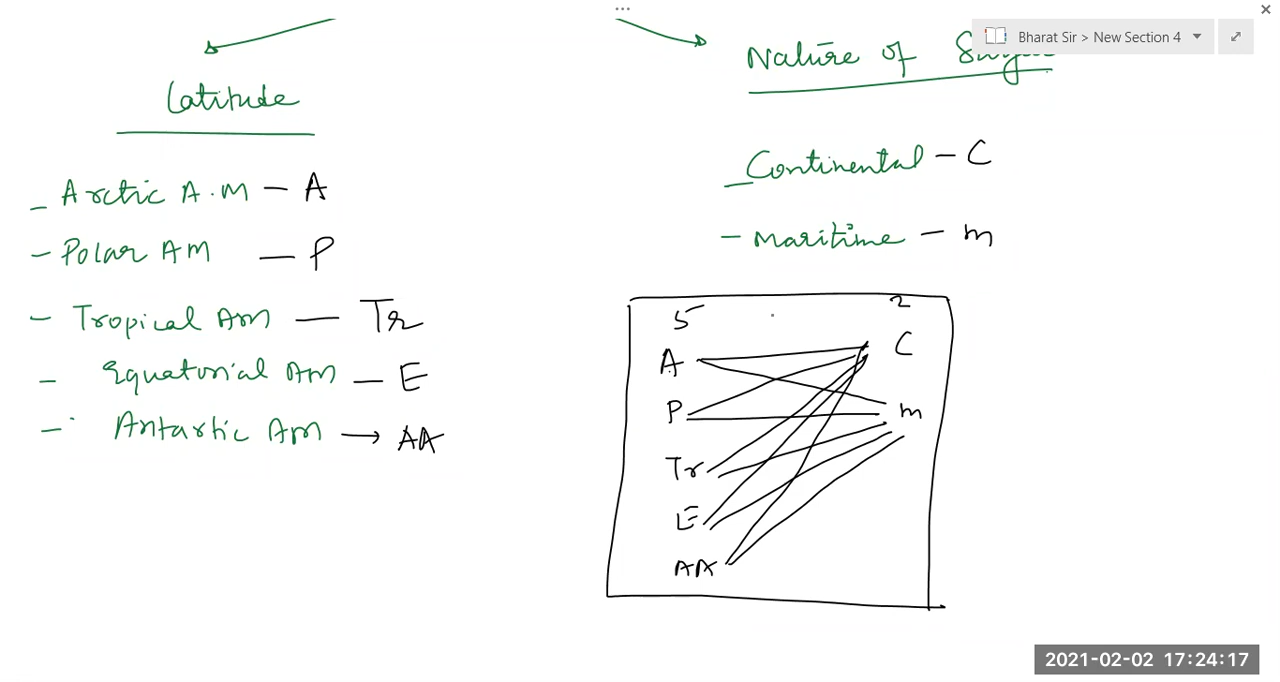 ...
Bharat Sir > New Section 4
Latitude
Nature of
Arctic A.M – A
– Polar AM – P
– Tropical Am – Tr
– Equatorial Am – E
– Antartic Am → AA
– Continental – C
– Maritime – m
5 2
A C
P m
Tr
E
AA
2021-02-02 17:24:17